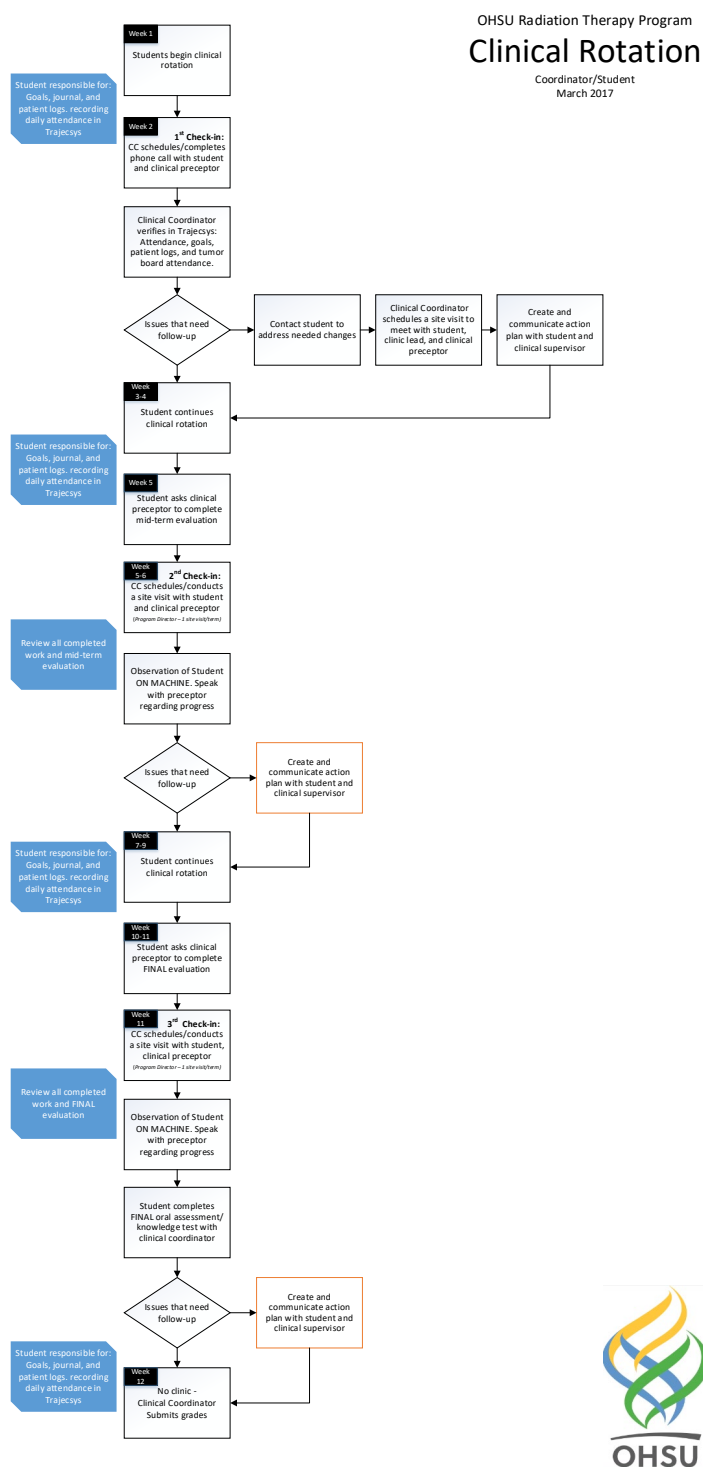 OHSU Radiation Therapy Program
Clinical Rotation
Coordinator/Student
March 2017
Week 1
Students begin clinical
rotation
Student responsible for:
Goals, journal, and
patient logs. recording
daily attendance in
Trajecsys
Week 2
1st Check-in:
CC schedules/completes
phone call with student
and clinical preceptor
Clinical Coordinator
verifies in Trajecsys:
Attendance, goals,
patient logs, and tumor
board attendance.
Issues that need
follow-up
Contact student to
address needed changes
Clinical Coordinator
schedules a site visit to
meet with student,
clinic lead, and clinical
preceptor
Create and
communicate action
plan with student and
clinical supervisor
Week
3-4
Student continues
clinical rotation
Student responsible for:
Goals, journal, and
patient logs. recording
daily attendance in
Trajecsys
Week 5
Student asks clinical
preceptor to complete
mid-term evaluation
Week
5-6
2nd Check-in:
CC schedules/conducts
a site visit with student
and clinical preceptor
(Program Director – 1 site visit/term)
Review all completed
work and mid-term
evaluation
Observation of Student
ON MACHINE. Speak
with preceptor
regarding progress
Issues that need
follow-up
Create and
communicate action
plan with student and
clinical supervisor
Week
7-9
Student continues
clinical rotation
Student responsible for:
Goals, journal, and
patient logs. recording
daily attendance in
Trajecsys
Week
10-11
Student asks clinical
preceptor to complete
FINAL evaluation
Week
11
3rd Check-in:
CC schedules/conducts
a site visit with student,
clinical preceptor
(Program Director – 1 site visit/term)
Review all completed
work and FINAL
evaluation
Observation of Student
ON MACHINE. Speak
with preceptor
regarding progress
Student completes
FINAL oral assessment/
knowledge test with
clinical coordinator
Issues that need
follow-up
Create and
communicate action
plan with student and
clinical supervisor
Student responsible for:
Goals, journal, and
patient logs. recording
daily attendance in
Trajecsys
Week
12
No clinic -
Clinical Coordinator
Submits grades
OHSU